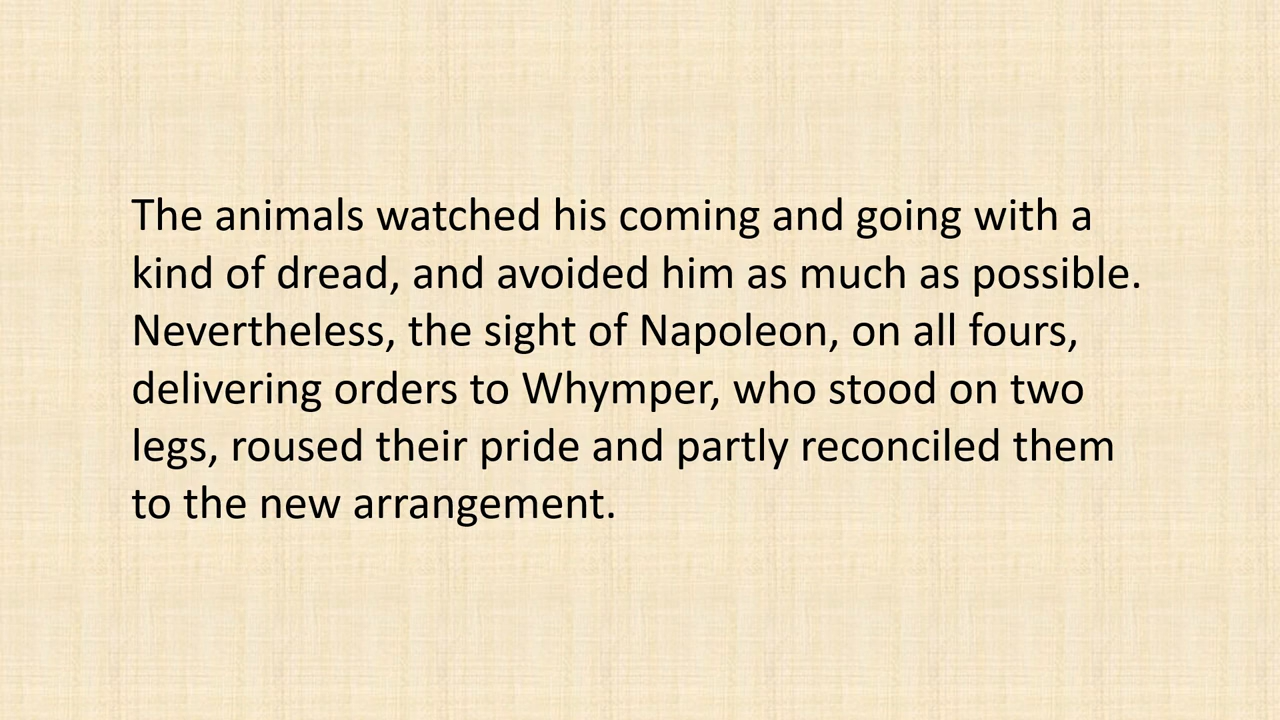 The animals watched his coming and going with a
kind of dread, and avoided him as much as possible.
Nevertheless, the sight of Napoleon, on all fours,
delivering orders to Whymper, who stood on two
legs, roused their pride and partly reconciled them
to the new arrangement.